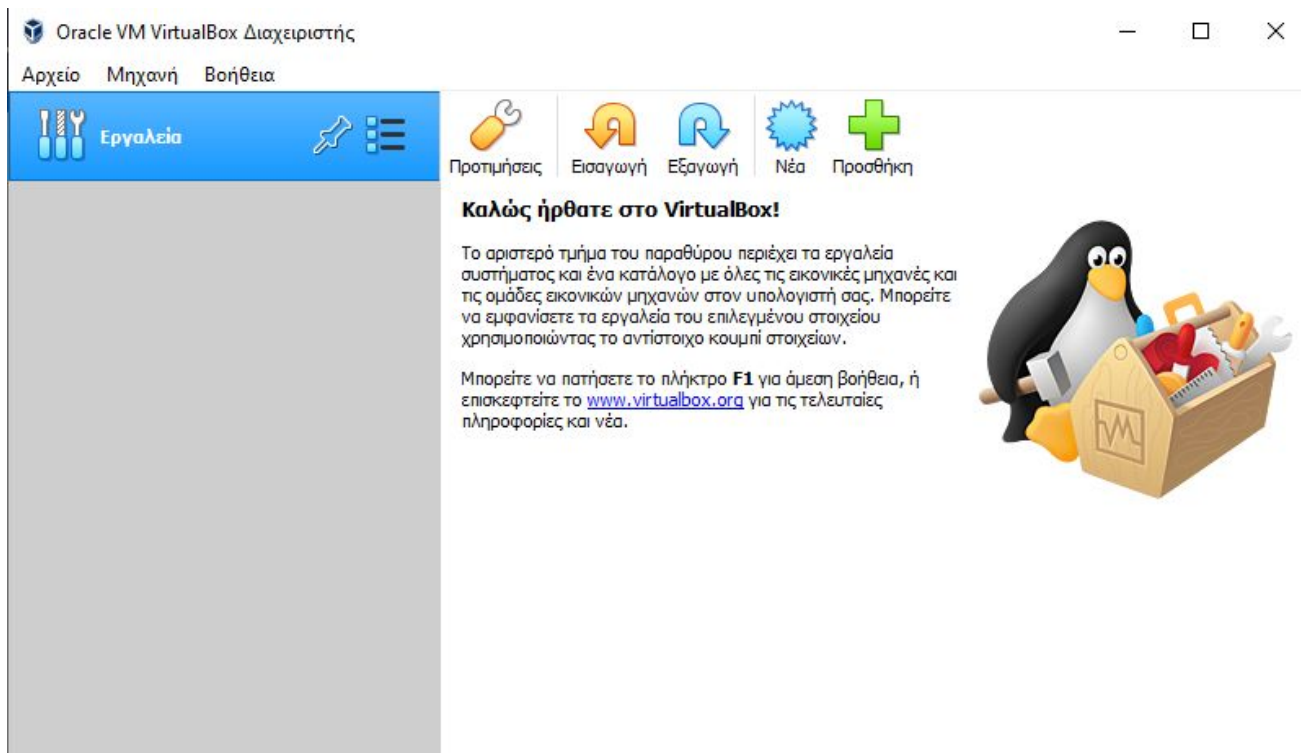 Oracle VM VirtualBox Διαχειριστής
Αρχείο Μηχανή Βοήθεια
Εργαλεία
Προτιμήσεις Εισαγωγή Εξαγωγή Νέα Προσθήκη
Καλώς ήρθατε στο VirtualBox!
Το αριστερό τμήμα του παραθύρου περιέχει τα εργαλεία
συστήματος και ένα κατάλογο με όλες τις εικονικές μηχανές και
τις ομάδες εικονικών μηχανών στον υπολογιστή σας. Μπορείτε
να εμφανίσετε τα εργαλεία του επιλεγμένου στοιχείου
χρησιμοποιώντας το αντίστοιχο κουμπί στοιχείων.
Μπορείτε να πατήσετε το πλήκτρο F1 για άμεση βοήθεια, ή
επισκεφτείτε το www.virtualbox.org για τις τελευταίες
πληροφορίες και νέα.